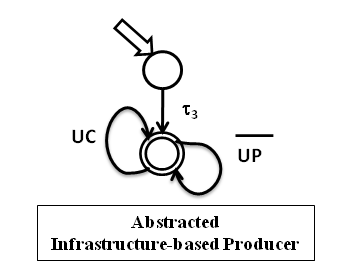 τ3
UC
UP
Abstracted
Infrastructure-based Producer